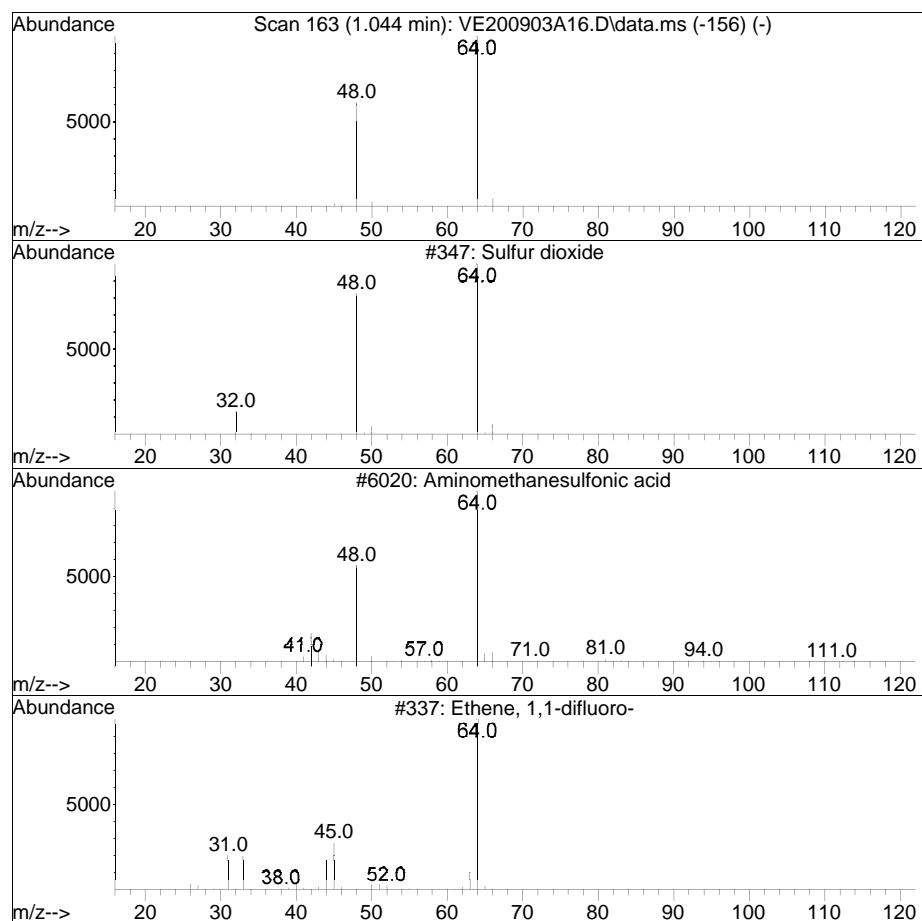 Abundance Scan 163 (1.044 min): VE200903A16.D\data.ms (-156) (-)
64.0
48.0
5000
m/z--> 20 30 40 50 60 70 80 90 100 110 120
Abundance #347: Sulfur dioxide
64.0
48.0
5000
32.0
m/z--> 20 30 40 50 60 70 80 90 100 110 120
Abundance #6020: Aminomethanesulfonic acid
64.0
48.0
5000
41.0 57.0 71.0 81.0 94.0 111.0
m/z--> 20 30 40 50 60 70 80 90 100 110 120
Abundance #337: Ethene, 1,1-difluoro-
64.0
5000
31.0 45.0
38.0 52.0
m/z--> 20 30 40 50 60 70 80 90 100 110 120